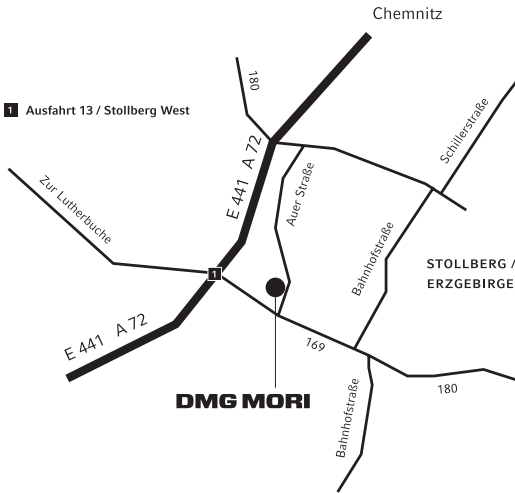 Chemnitz
180
1 Ausfahrt 13 / Stollberg West
Schillerstraße
E 441 A 72
Auer Straße
Zur Lutherbuche
Bahnhofstraße
STOLLBERG /
ERZGEBIRGE
1
E 441 A 72
169
180
DMG MORI
Bahnhofstraße